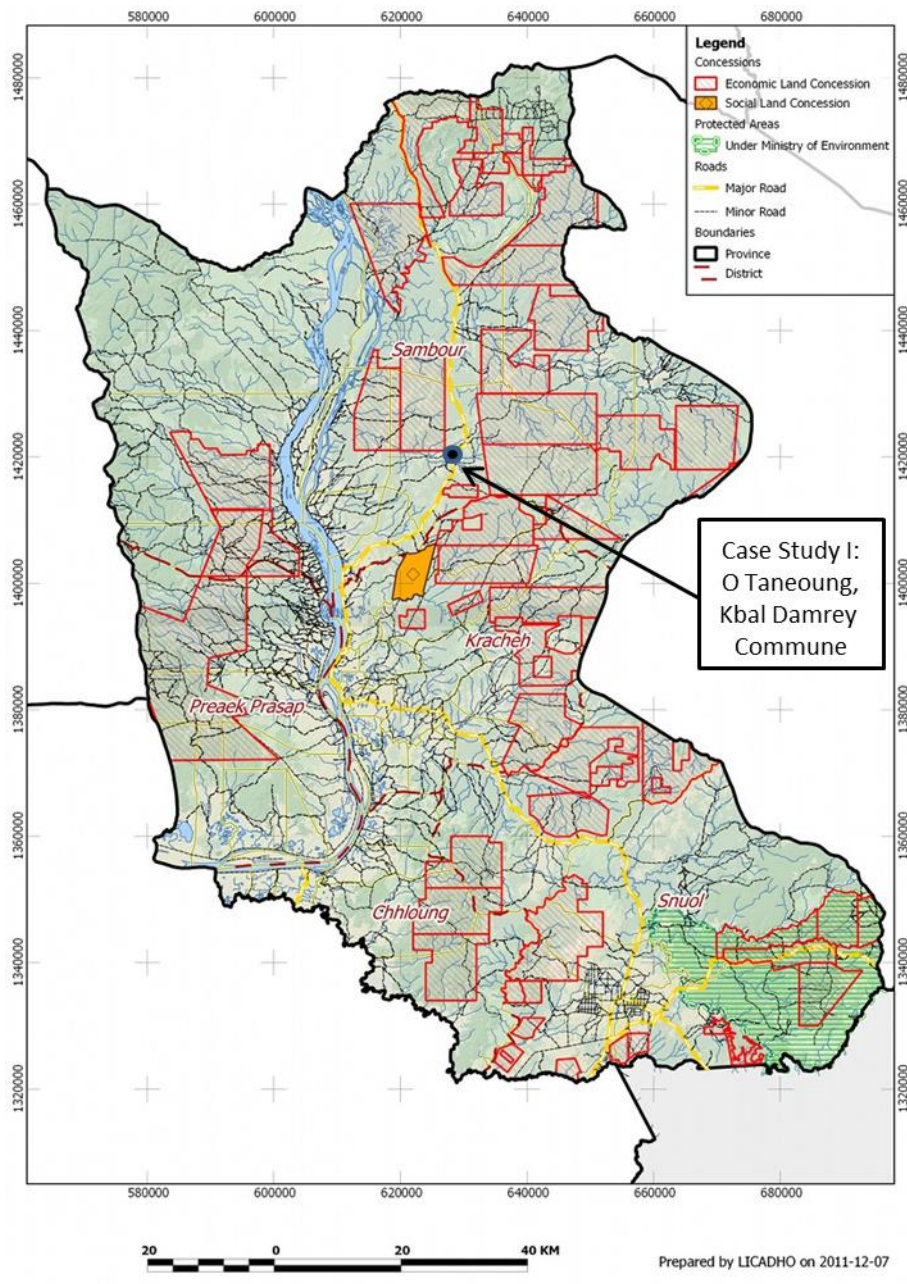 580000 600000 620000 640000 660000 680000
Legend
Concessions
Economic Land Concession
Social Land Concession
Protected Areas
Under Ministry of Environment
Roads
Major Road
Minor Road
Boundaries
Province
District
1480000 1480000
1460000 1460000
1440000 1440000
Sambour
1420000 1420000
Case Study I:
O Taneoung,
Kbal Damrey
Commune
1400000 1400000
Kracheh
1380000 1380000
Preaek Prasap
1360000 1360000
Chhloung
Snuol
1340000 1340000
1320000 1320000
580000 600000 620000 640000 660000 680000
20 0 20 40 KM
Prepared by LICADHO on 2011-12-07